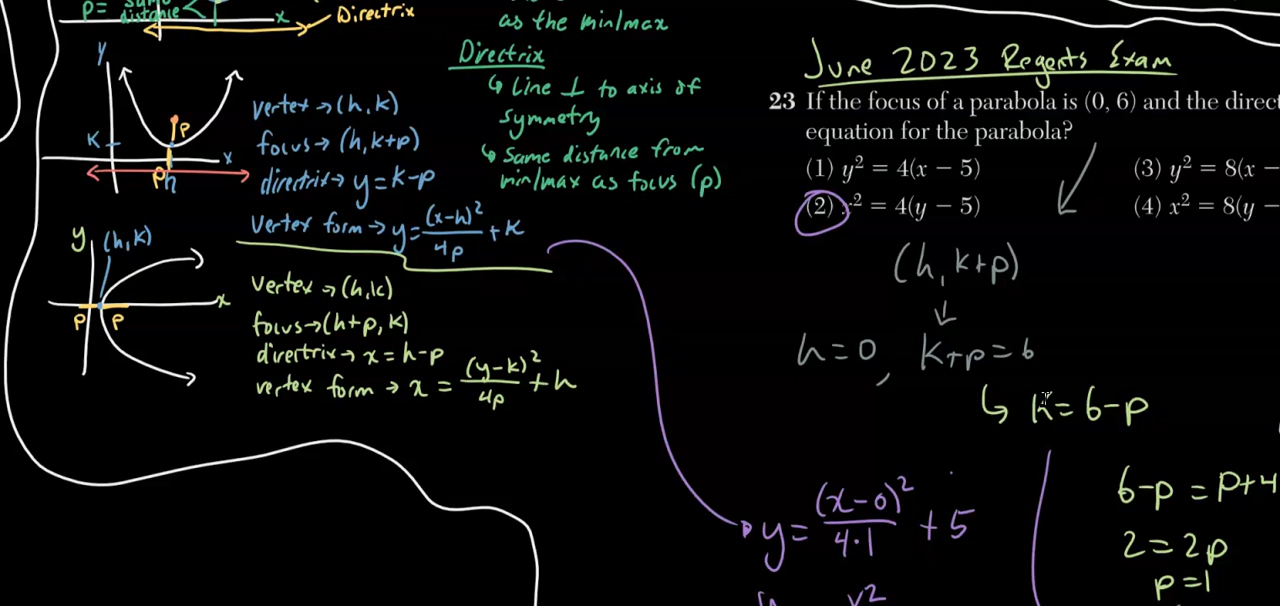 p = same distance
Directrix
x
as the min/max
Directrix
↳ Line ⊥ to axis of
symmetry
↳ Same distance from
min/max as focus (p)
y
K
p
x
p
h
vertex → (h, k)
focus → (h, k+p)
directrix → y = k-p
Vertex form → y = (x-h)²/4p + k
y
(h, k)
x
p p
Vertex → (h, k)
focus → (h+p, k)
dirertrix → x = h-p
vertex form → x = (y-k)²/4p + h
June 2023 Regents Exam
23 If the focus of a parabola is (0, 6) and the direct
equation for the parabola?
(1) y² = 4(x − 5)
(3) y² = 8(x −
(2) x² = 4(y − 5)
(4) x² = 8(y −
(h, k+p)
↓
h=0, k+p=6
↳ k = 6-p
6-p = p+4
2 = 2p
p = 1
y = (x-0)²/4·1 + 5